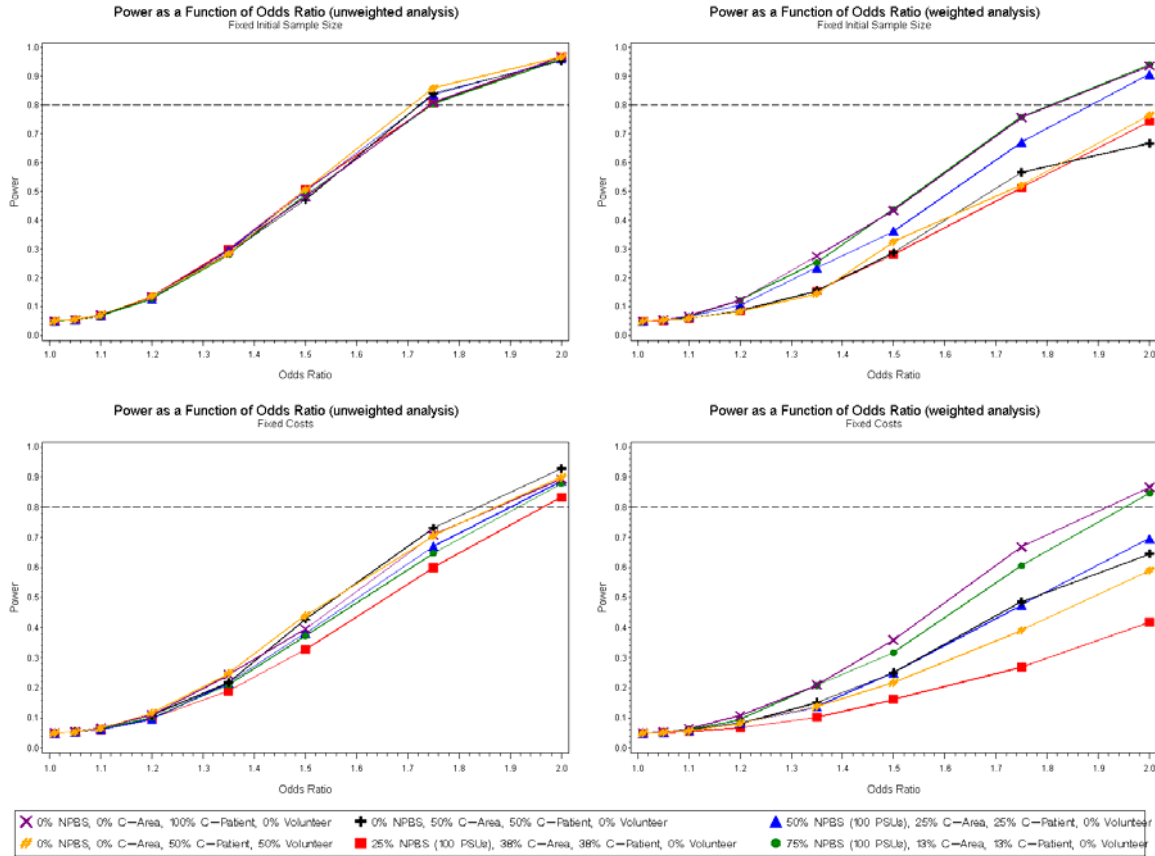 Power as a Function of Odds Ratio (unweighted analysis)
Fixed Initial Sample Size
Power
1.0
0.9
0.8
0.7
0.6
0.5
0.4
0.3
0.2
0.1
0.0
1.0 1.1 1.2 1.3 1.4 1.5 1.6 1.7 1.8 1.9 2.0
Odds Ratio
Power as a Function of Odds Ratio (weighted analysis)
Fixed Initial Sample Size
Power
1.0
0.9
0.8
0.7
0.6
0.5
0.4
0.3
0.2
0.1
0.0
1.0 1.1 1.2 1.3 1.4 1.5 1.6 1.7 1.8 1.9 2.0
Odds Ratio
Power as a Function of Odds Ratio (unweighted analysis)
Fixed Costs
Power
1.0
0.9
0.8
0.7
0.6
0.5
0.4
0.3
0.2
0.1
0.0
1.0 1.1 1.2 1.3 1.4 1.5 1.6 1.7 1.8 1.9 2.0
Odds Ratio
Power as a Function of Odds Ratio (weighted analysis)
Fixed Costs
Power
1.0
0.9
0.8
0.7
0.6
0.5
0.4
0.3
0.2
0.1
0.0
1.0 1.1 1.2 1.3 1.4 1.5 1.6 1.7 1.8 1.9 2.0
Odds Ratio
0% NPBS, 0% C-Area, 100% C-Patient, 0% Volunteer
0% NPBS, 50% C-Area, 50% C-Patient, 0% Volunteer
50% NPBS (100 PSUs), 25% C-Area, 25% C-Patient, 0% Volunteer
0% NPBS, 0% C-Area, 50% C-Patient, 50% Volunteer
25% NPBS (100 PSUs), 38% C-Area, 38% C-Patient, 0% Volunteer
75% NPBS (100 PSUs), 13% C-Area, 13% C-Patient, 0% Volunteer